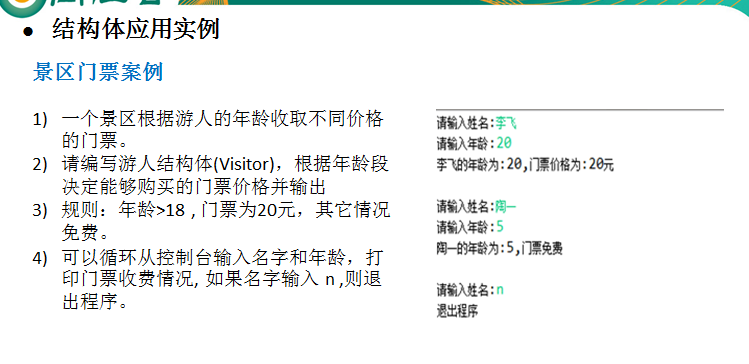 ● 结构体应用实例
景区门票案例
1) 一个景区根据游人的年龄收取不同价格
的门票。
2) 请编写游人结构体(Visitor)，根据年龄段
决定能够购买的门票价格并输出
3) 规则：年龄>18 , 门票为20元，其它情况
免费。
4) 可以循环从控制台输入名字和年龄，打
印门票收费情况, 如果名字输入 n ,则退
出程序。
请输入姓名:李飞
请输入年龄:20
李飞的年龄为:20,门票价格为:20元
请输入姓名:陶一
请输入年龄:5
陶一的年龄为:5,门票免费
请输入姓名:n
退出程序